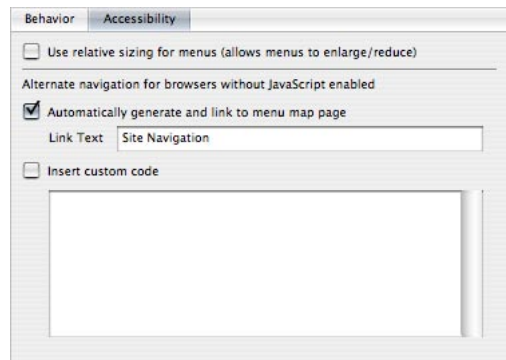 Behavior Accessibility
Use relative sizing for menus (allows menus to enlarge/reduce)
Alternate navigation for browsers without JavaScript enabled
Automatically generate and link to menu map page
Link Text Site Navigation
Insert custom code